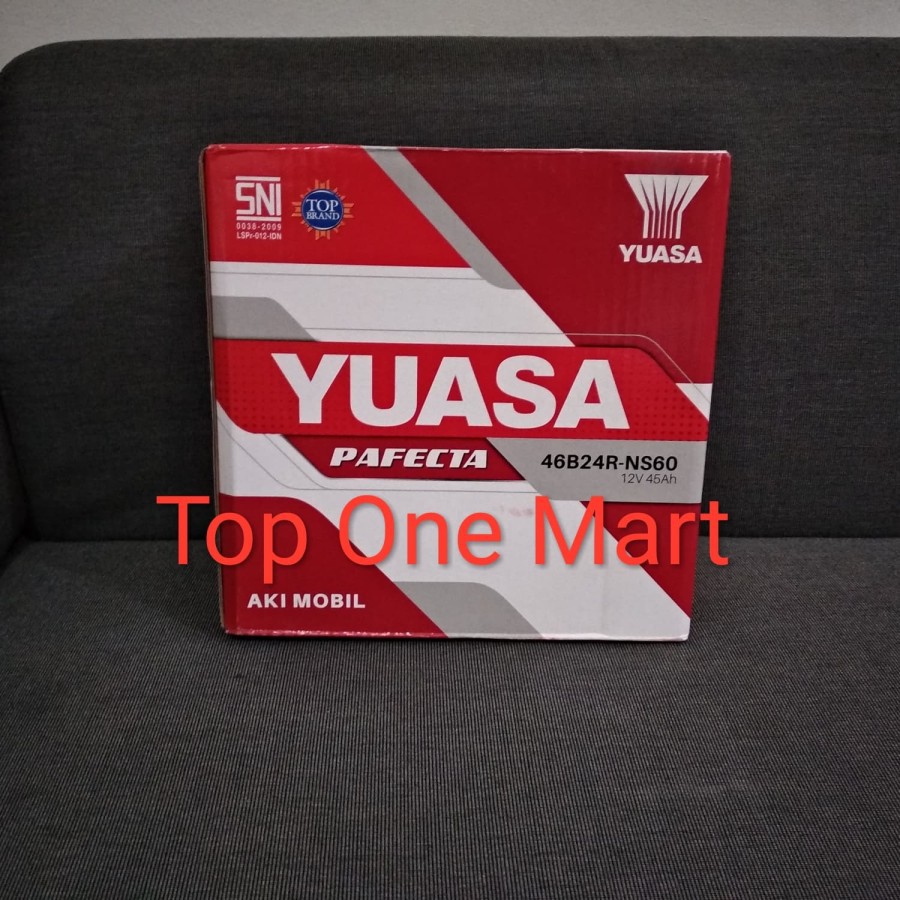 SNI
0038-2009
LSPr-012-IDN
TOP
BRAND
YUASA
YUASA
PAFECTA
46B24R-NS60
12V 45Ah
Top One Mart
AKI MOBIL